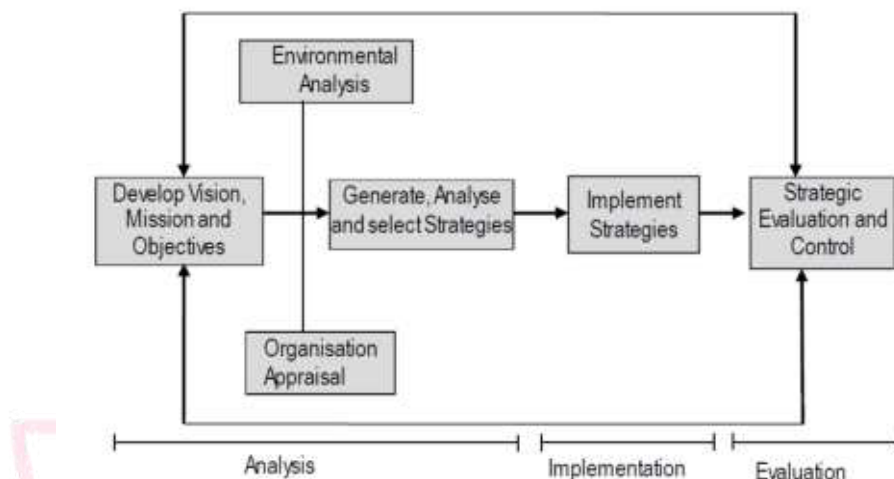 Environmental
Analysis
Develop Vision,
Mission and
Objectives
Generate, Analyse
and select Strategies
Implement
Strategies
Strategic
Evaluation and
Control
Organisation
Appraisal
Analysis
Implementation
Evaluation